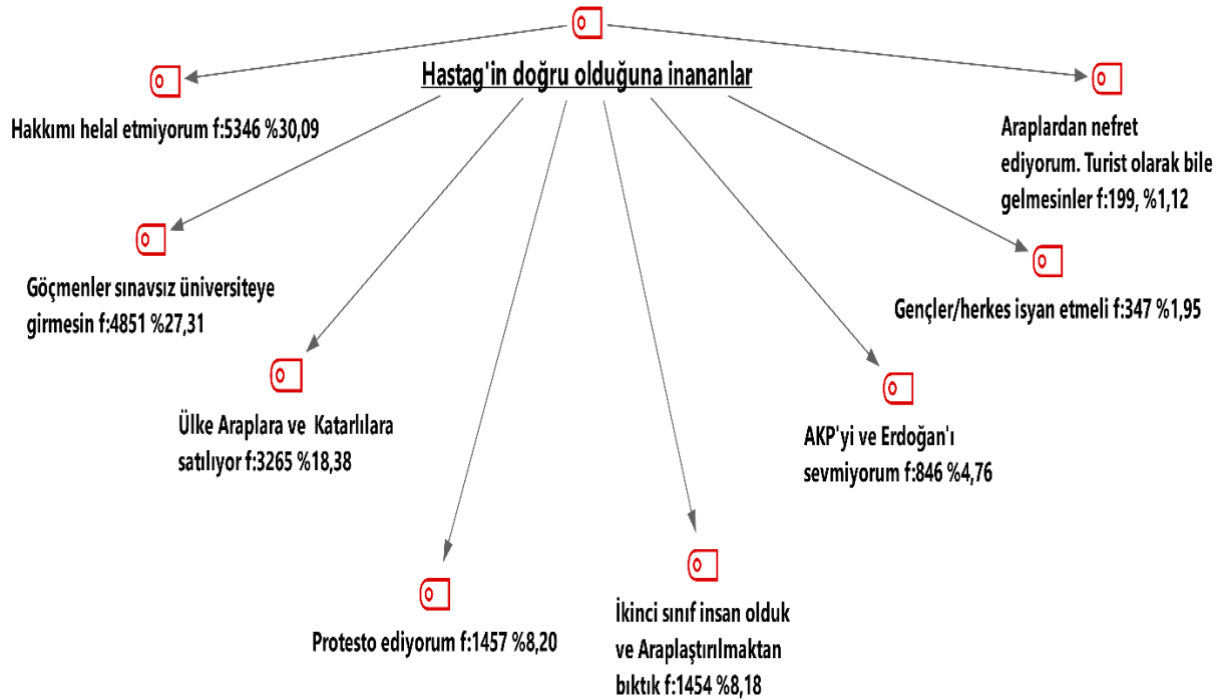 Hastag'in doğru olduğuna inananlar
Hakkımı helal etmiyorum f:5346 %30,09
Araplardan nefret
ediyorum. Turist olarak bile
gelmesinler f:199, %1,12
Göçmenler sınavsız üniversiteye
girmesin f:4851 %27,31
Gençler/herkes isyan etmeli f:347 %1,95
Ülke Araplara ve Katarlılara
satılıyor f:3265 %18,38
AKP'yi ve Erdoğan'ı
sevmiyorum f:846 %4,76
Protesto ediyorum f:1457 %8,20
İkinci sınıf insan olduk
ve Araplaştırılmaktan
bıktık f:1454 %8,18